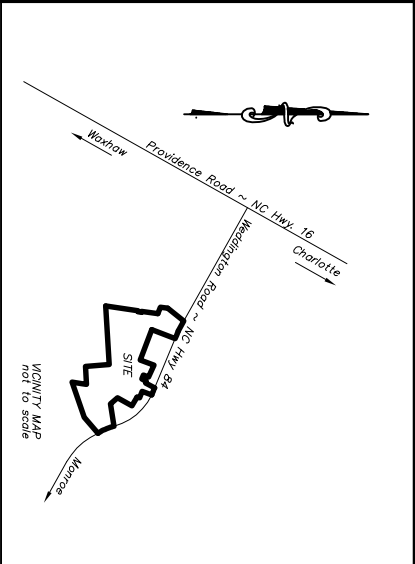 Providence Road ~ NC Hwy. 16
Waxhaw
Charlotte
Weddington Road ~ NC Hwy 84
SITE
Monroe
VICINITY MAP
not to scale